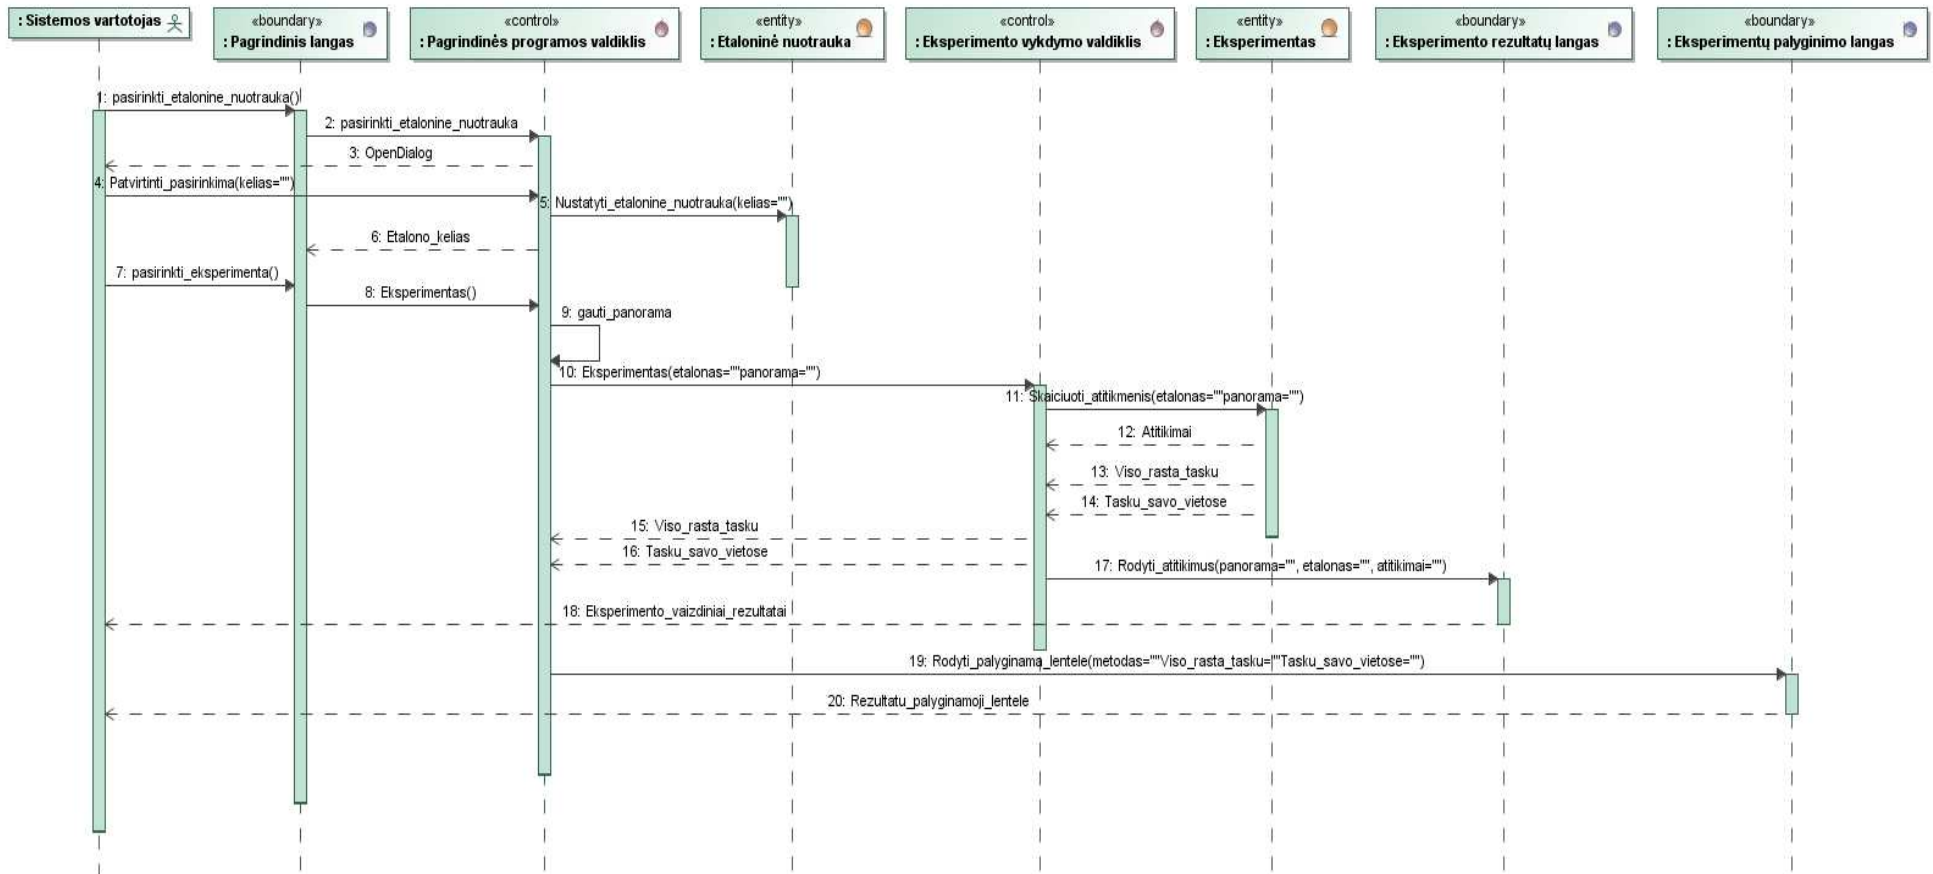 : Sistemos vartotojas
«boundary»
: Pagrindinis langas
«control»
: Pagrindinės programos valdiklis
«entity»
: Etaloninė nuotrauka
«control»
: Eksperimento vykdymo valdiklis
«entity»
: Eksperimentas
«boundary»
: Eksperimento rezultatų langas
«boundary»
: Eksperimentų palyginimo langas
1: pasirinkti_etalonine_nuotrauka()
2: pasirinkti_etalonine_nuotrauka
3: OpenDialog
4: Patvirtinti_pasirinkima(kelias="")
5: Nustatyti_etalonine_nuotrauka(kelias="")
6: Etalono_kelias
7: pasirinkti_eksperimenta()
8: Eksperimentas()
9: gauti_panorama
10: Eksperimentas(etalonas=""panorama="")
11: Skaiciuoti_atitikmenis(etalonas=""panorama="")
12: Atitikimai
13: Viso_rasta_tasku
14: Tasku_savo_vietose
15: Viso_rasta_tasku
16: Tasku_savo_vietose
17: Rodyti_atitikimus(panorama="", etalonas="", atitikimai="")
18: Eksperimento_vaizdiniai_rezultatai
19: Rodyti_palyginama_lentele(metodas=""Viso_rasta_tasku=""Tasku_savo_vietose="")
20: Rezultatu_palyginamoji_lentele